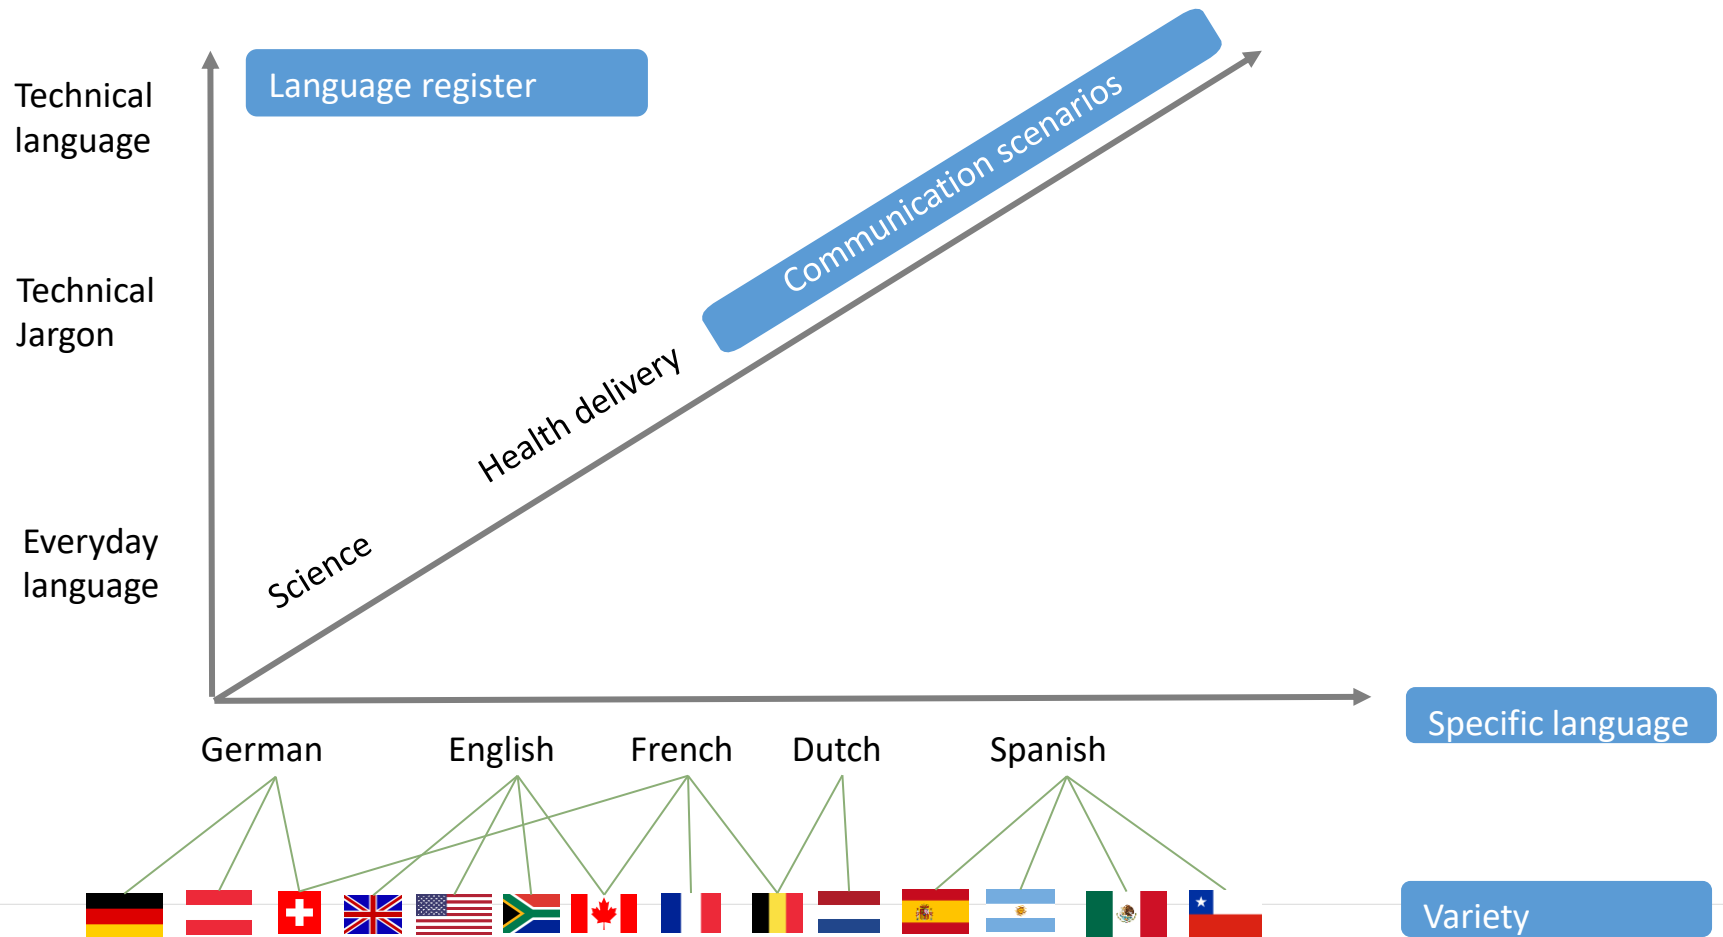 Language register
Technical
language
Communication scenarios
Technical
Jargon
Health delivery
Everyday
language
Science
Specific language
German
English
French
Dutch
Spanish
Variety